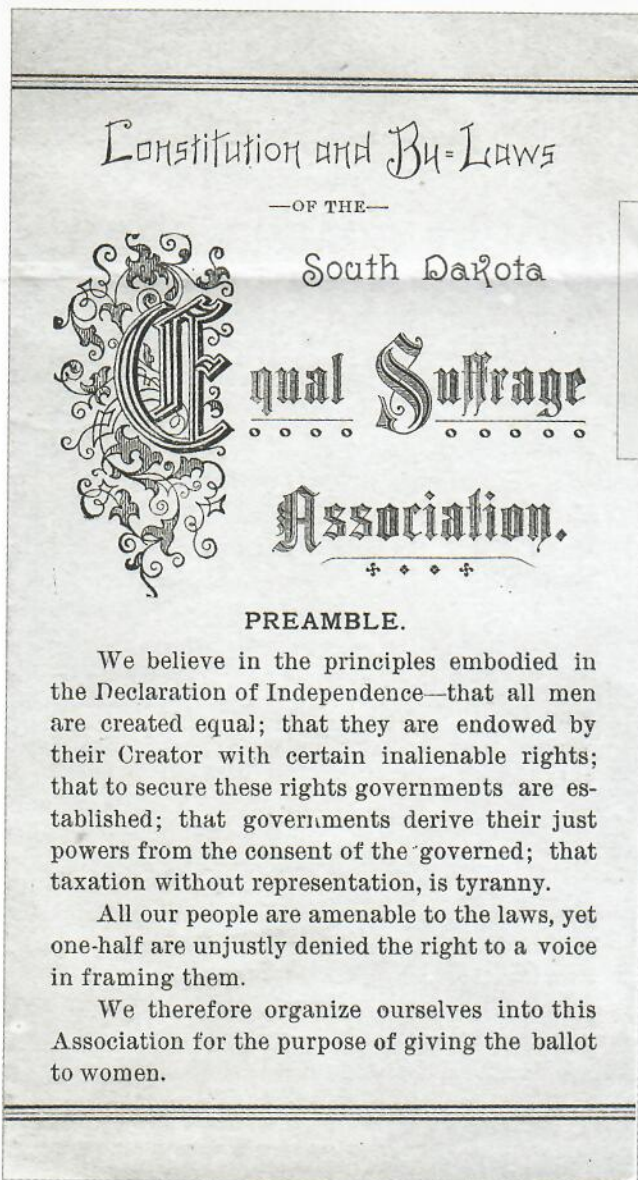 Constitution and By-Laws
—OF THE—
South Dakota
Equal Suffrage
Association.
PREAMBLE.
We believe in the principles embodied in
the Declaration of Independence—that all men
are created equal; that they are endowed by
their Creator with certain inalienable rights;
that to secure these rights governments are es-
tablished; that governments derive their just
powers from the consent of the governed; that
taxation without representation, is tyranny.
All our people are amenable to the laws, yet
one-half are unjustly denied the right to a voice
in framing them.
We therefore organize ourselves into this
Association for the purpose of giving the ballot
to women.